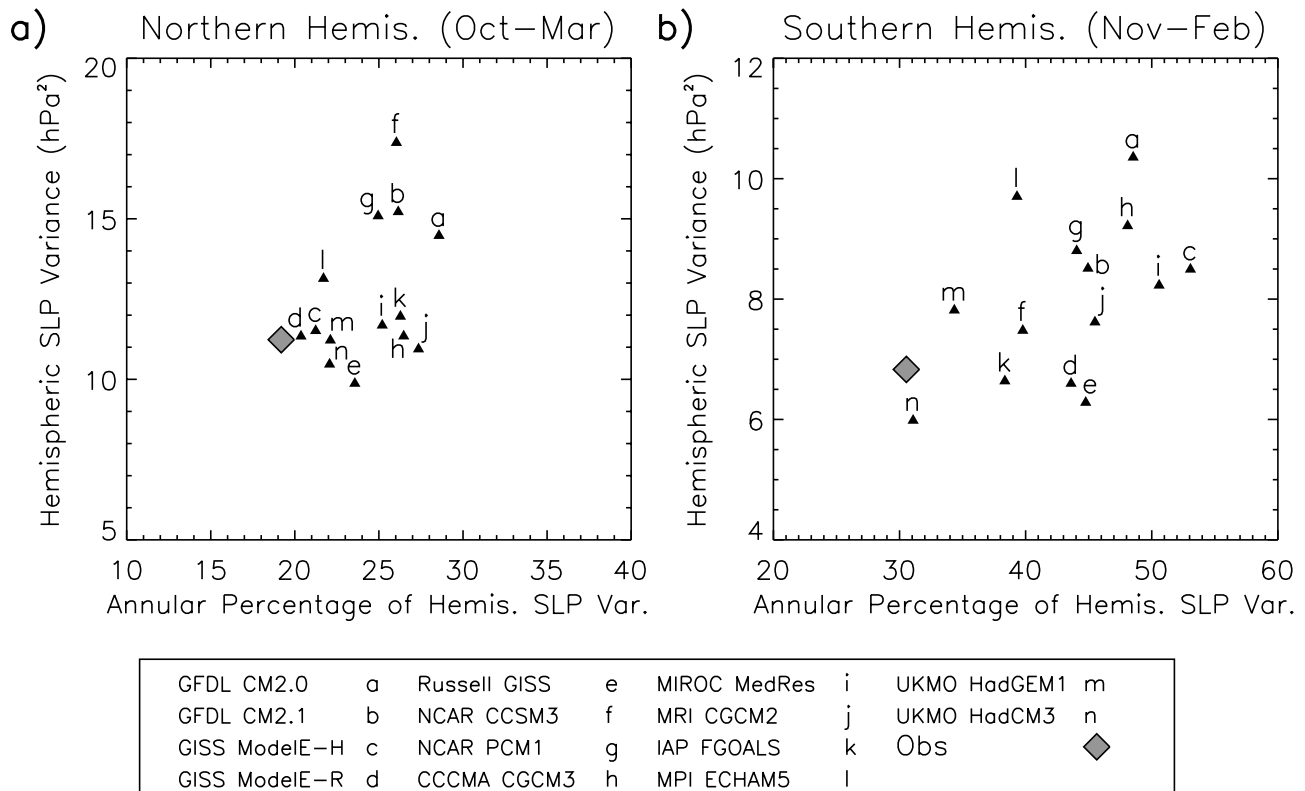 a) Northern Hemis. (Oct–Mar)
Hemispheric SLP Variance (hPa²)
20
15
10
5
f
g b a
l
d c m i k j
n h
e
10 15 20 25 30 35 40
Annular Percentage of Hemis. SLP Var.
b) Southern Hemis. (Nov–Feb)
Hemispheric SLP Variance (hPa²)
12
10
8
6
4
a
l
h
g
b i c
m f j
k d e
n
20 30 40 50 60
Annular Percentage of Hemis. SLP Var.
GFDL CM2.0 a Russell GISS e MIROC MedRes i UKMO HadGEM1 m
GFDL CM2.1 b NCAR CCSM3 f MRI CGCM2 j UKMO HadCM3 n
GISS ModelE–H c NCAR PCM1 g IAP FGOALS k Obs
GISS ModelE–R d CCCMA CGCM3 h MPI ECHAM5 l